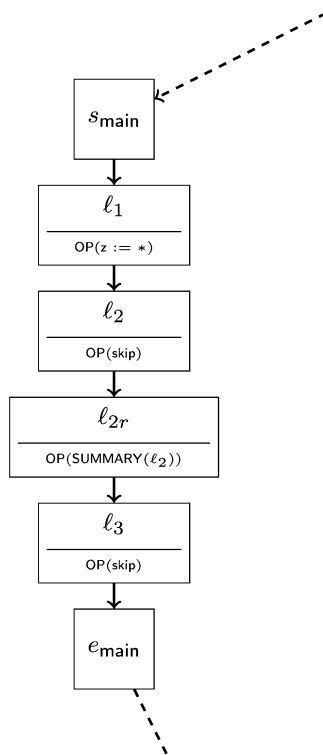 s_main
ℓ_1
OP(z := *)
ℓ_2
OP(skip)
ℓ_2r
OP(SUMMARY(ℓ_2))
ℓ_3
OP(skip)
e_main